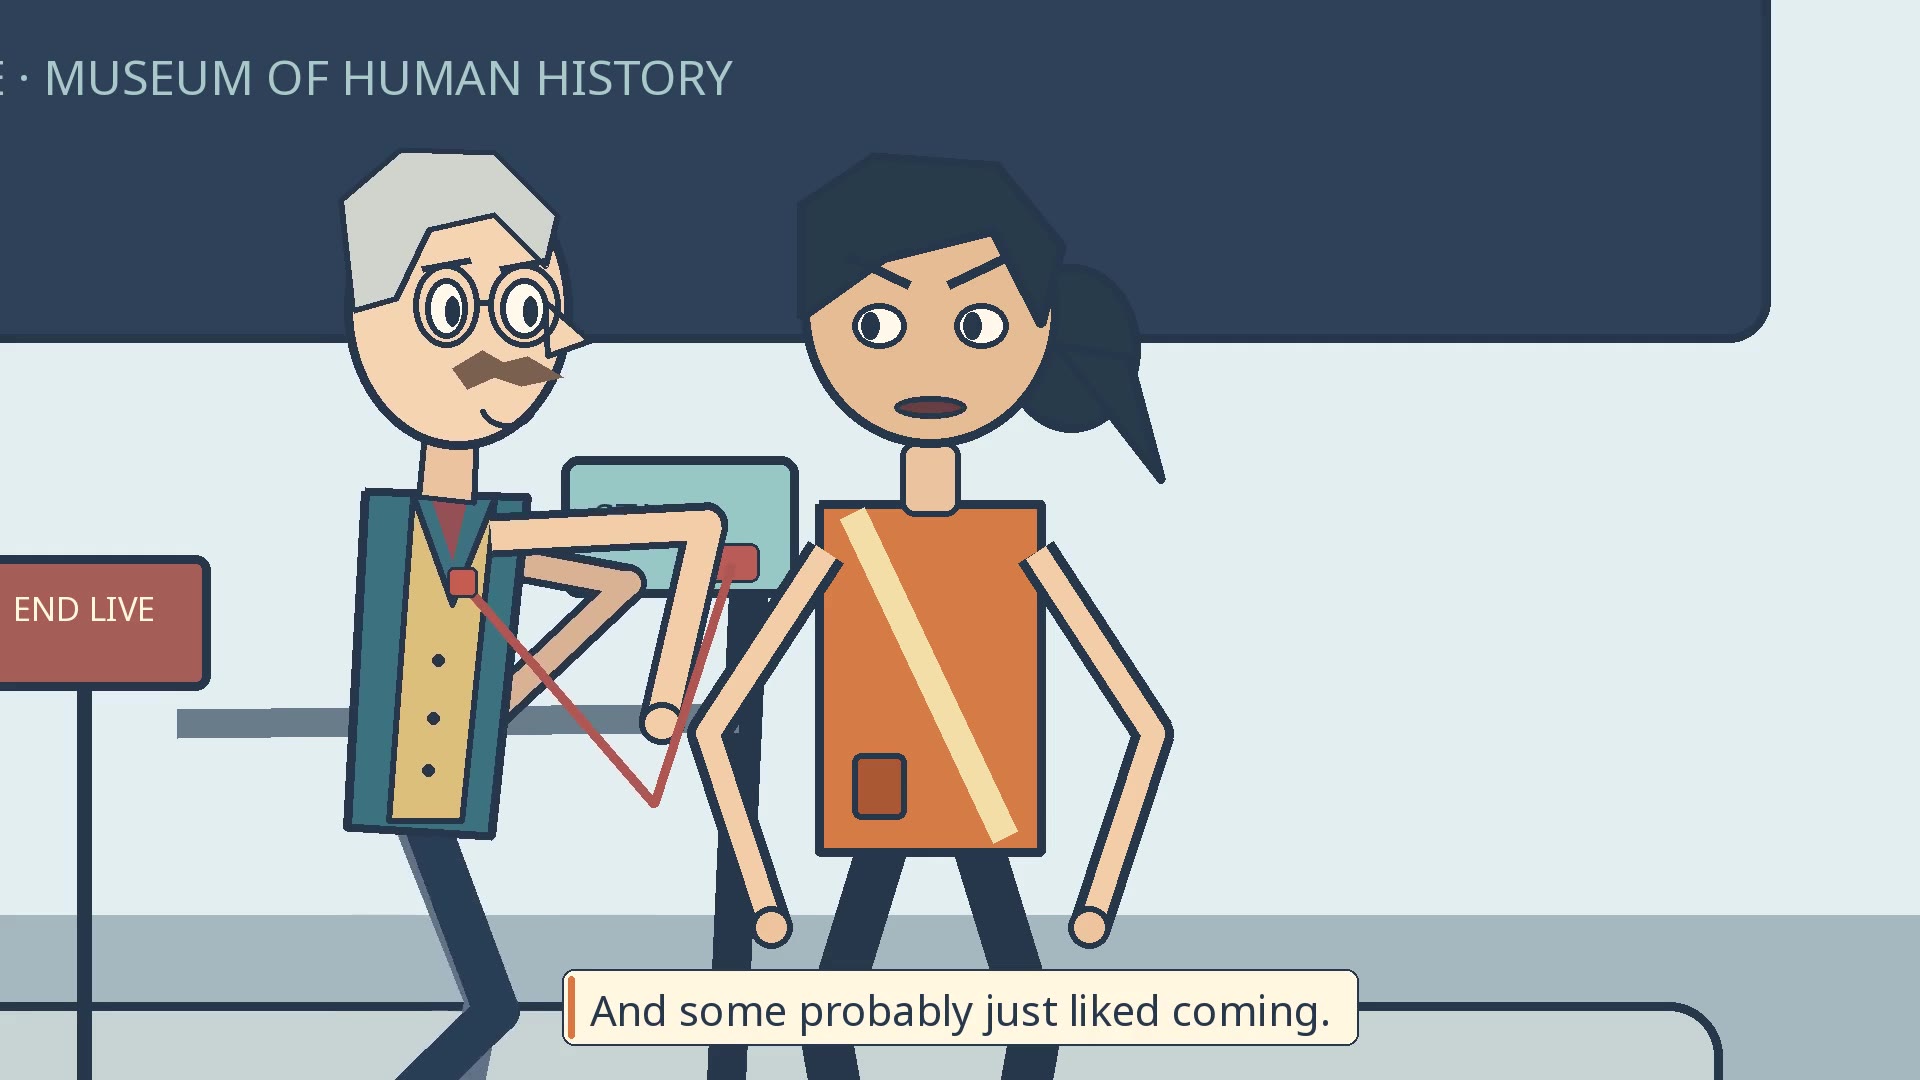 · MUSEUM OF HUMAN HISTORY
END LIVE
And some probably just liked coming.